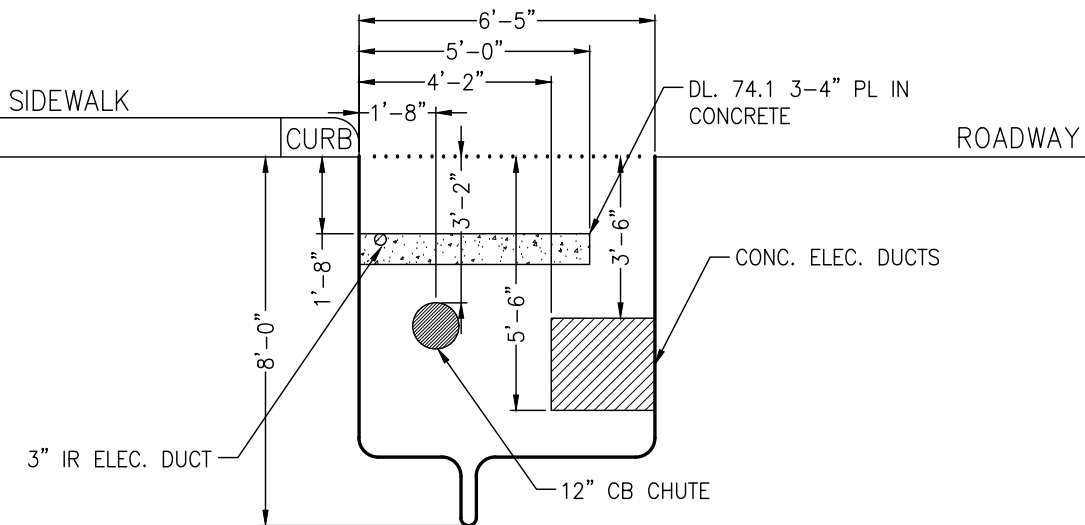 6'-5"
5'-0"
4'-2"
1'-8"
SIDEWALK
CURB
DL. 74.1 3-4" PL IN
CONCRETE
ROADWAY
3'-2"
3'-6"
1'-8"
5'-6"
8'-0"
CONC. ELEC. DUCTS
3" IR ELEC. DUCT
12" CB CHUTE